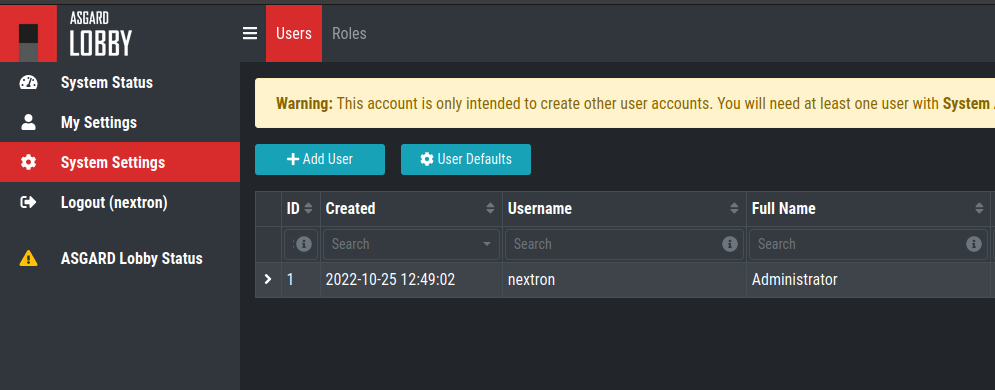 ASGARD
LOBBY
Users Roles
System Status
My Settings
System Settings
Logout (nextron)
ASGARD Lobby Status
Warning: This account is only intended to create other user accounts. You will need at least one user with System
Add User User Defaults
ID Created Username Full Name
Search Search Search
1 2022-10-25 12:49:02 nextron Administrator